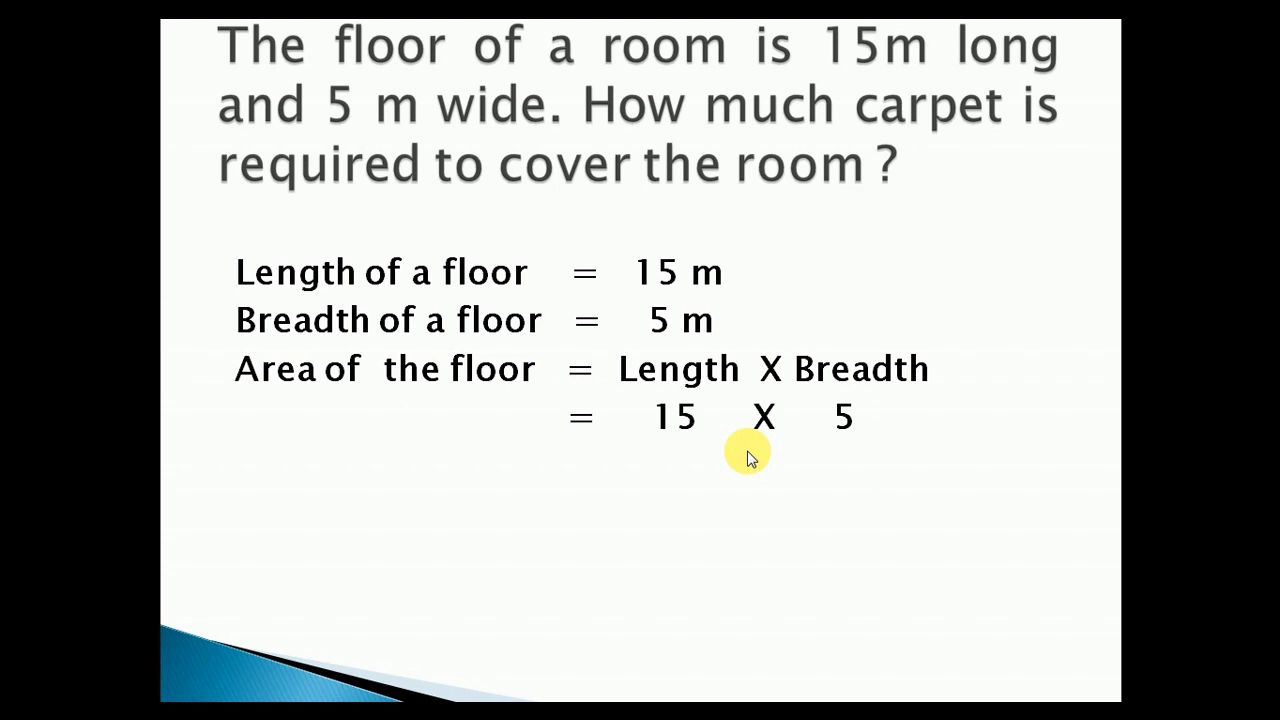 The floor of a room is 15m long
and 5 m wide. How much carpet is
required to cover the room ?
Length of a floor = 15 m
Breadth of a floor = 5 m
Area of the floor = Length X Breadth
= 15 X 5